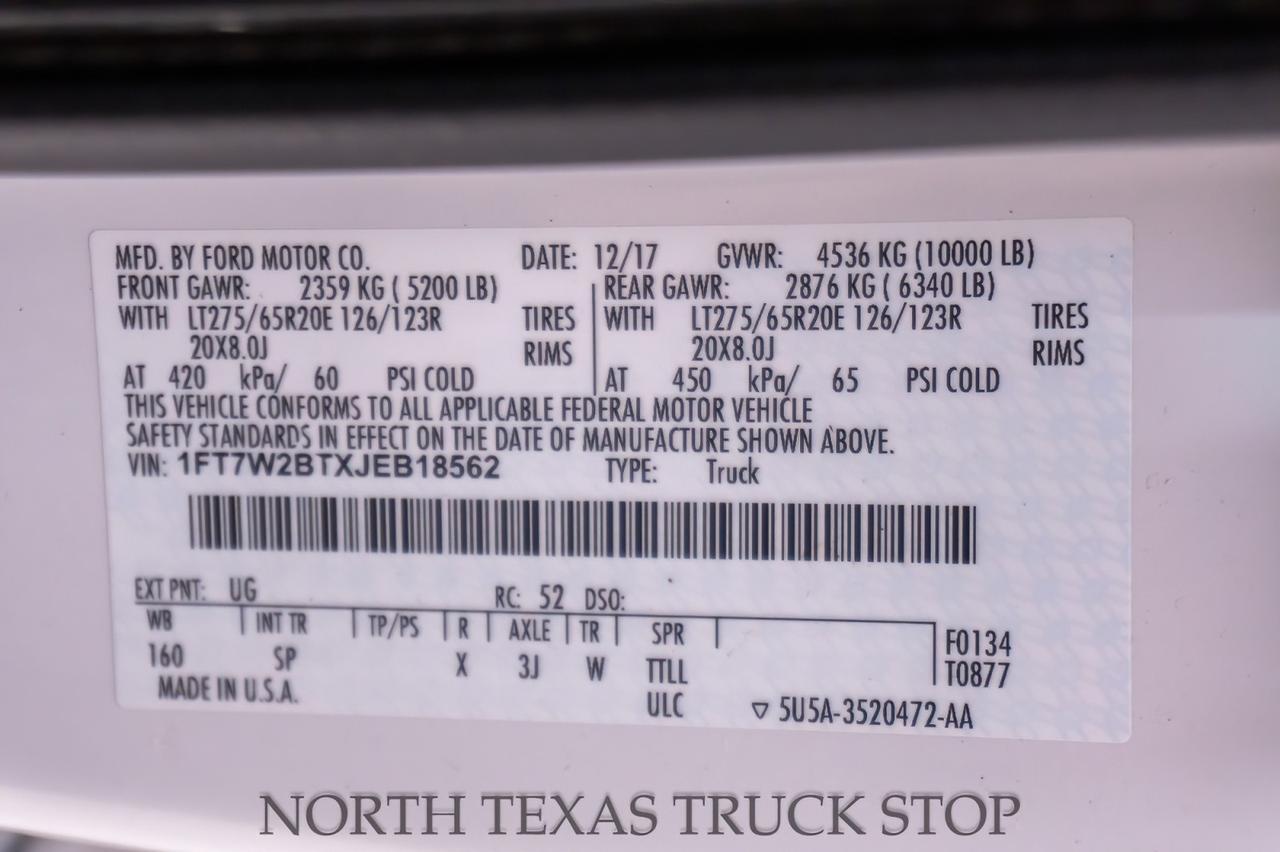 MFD. BY FORD MOTOR CO. DATE: 12/17 GVWR: 4536 KG (10000 LB)
FRONT GAWR: 2359 KG ( 5200 LB) REAR GAWR: 2876 KG ( 6340 LB)
WITH LT275/65R20E 126/123R TIRES WITH LT275/65R20E 126/123R TIRES
20X8.0J RIMS 20X8.0J RIMS
AT 420 kPa/ 60 PSI COLD AT 450 kPa/ 65 PSI COLD
THIS VEHICLE CONFORMS TO ALL APPLICABLE FEDERAL MOTOR VEHICLE
SAFETY STANDARDS IN EFFECT ON THE DATE OF MANUFACTURE SHOWN ABOVE.
VIN: 1FT7W2BTXJEB18562 TYPE: Truck
EXT PNT: UG RC: 52 DSO:
WB INT TR TP/PS R AXLE TR SPR F0134
160 SP X 3J W TTLL T0877
MADE IN U.S.A. ULC ▽ 5U5A-3520472-AA
NORTH TEXAS TRUCK STOP